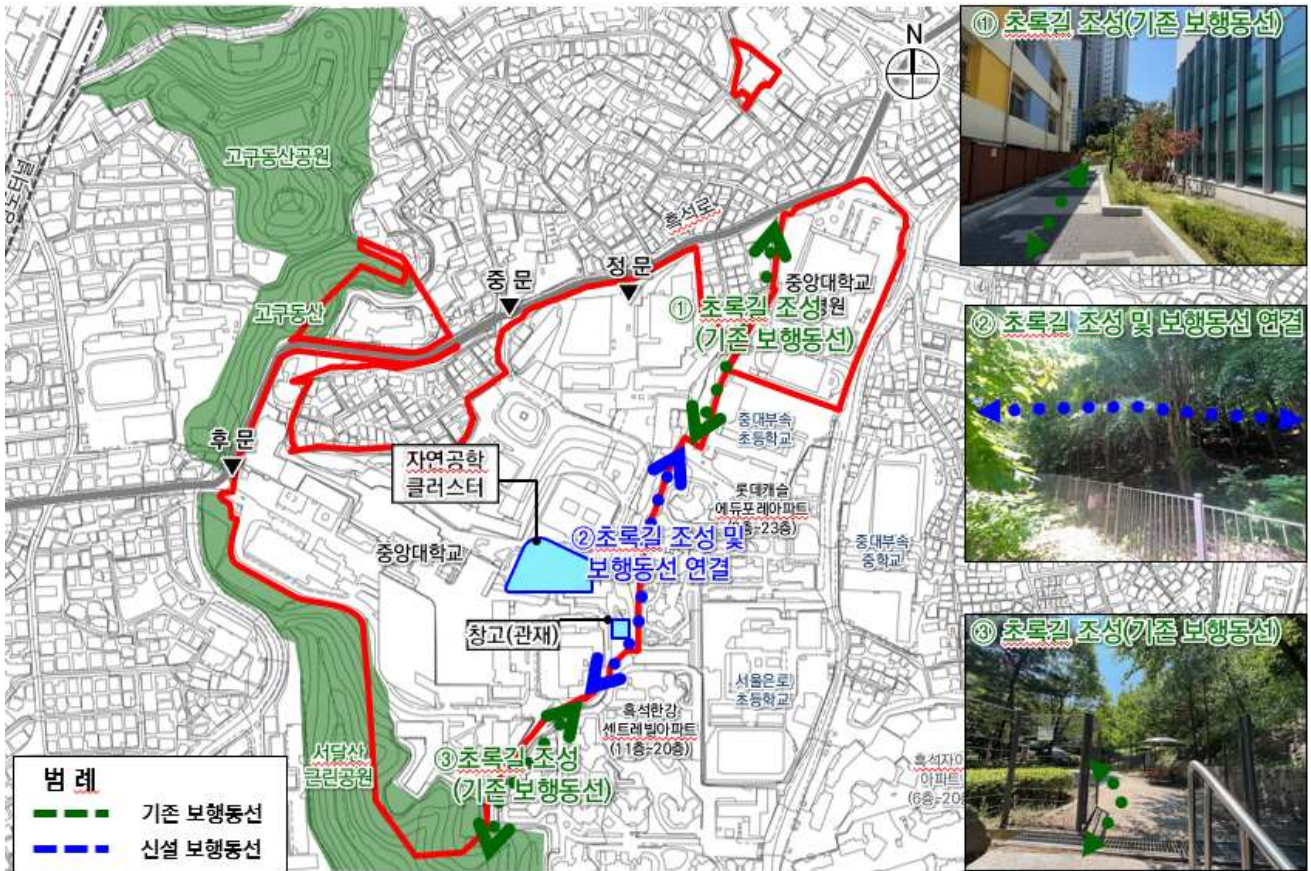 ① 초록길 조성(기존 보행동선)
N
고구동산공원
흑석로
정 문
중 문
중앙대학교
병원
① 초록길 조성
(기존 보행동선)
고구동산
② 초록길 조성 및 보행동선 연결
중대부속
초등학교
후 문
자연공학
클러스터
롯데캐슬
에듀포레아파트
②초록길 조성 및
보행동선 연결
중앙대학교
중대부속
중학교
창고(관재)
③ 초록길 조성(기존 보행동선)
서울은로
초등학교
흑석한강
센트레빌아파트
(11층-20층)
서달산
근린공원
③초록길 조성
(기존 보행동선)
흑석자이
아파트
범 례
기존 보행동선
신설 보행동선